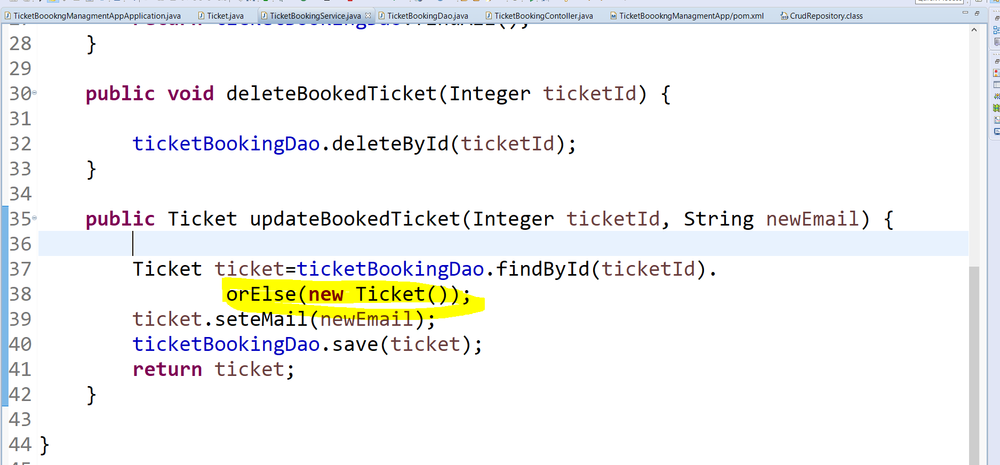 TicketBoookngManagmentAppApplication.java Ticket.java TicketBookingService.java TicketBookingDao.java TicketBookingContoller.java TicketBoookngManagmentApp/pom.xml CrudRepository.class
28 }
29
30 public void deleteBookedTicket(Integer ticketId) {
31
32 ticketBookingDao.deleteById(ticketId);
33 }
34
35 public Ticket updateBookedTicket(Integer ticketId, String newEmail) {
36
37 Ticket ticket=ticketBookingDao.findById(ticketId).
38 orElse(new Ticket());
39 ticket.seteMail(newEmail);
40 ticketBookingDao.save(ticket);
41 return ticket;
42 }
43
44 }